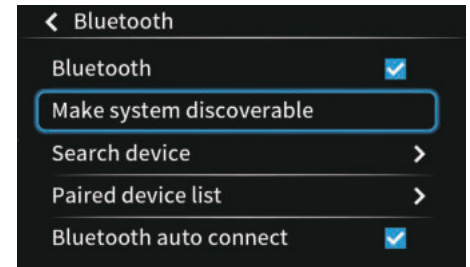 Bluetooth
Bluetooth
Make system discoverable
Search device
Paired device list
Bluetooth auto connect